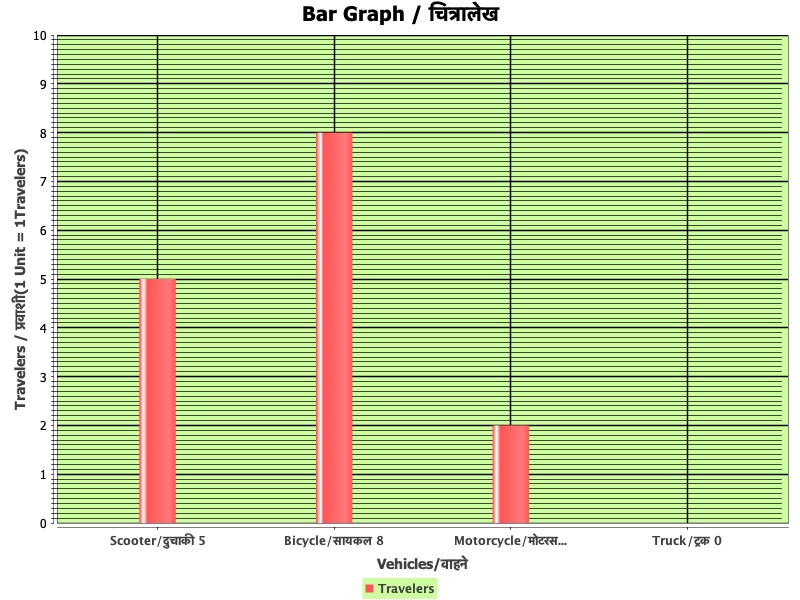 Bar Graph / चित्रालेख
Travelers / प्रवाशी(1 Unit = 1Travelers)
10
9
8
7
6
5
4
3
2
1
0
Scooter/दुचाकी 5 Bicycle/सायकल 8 Motorcycle/मोटरस... Truck/ट्रक 0
Vehicles/वाहने
Travelers